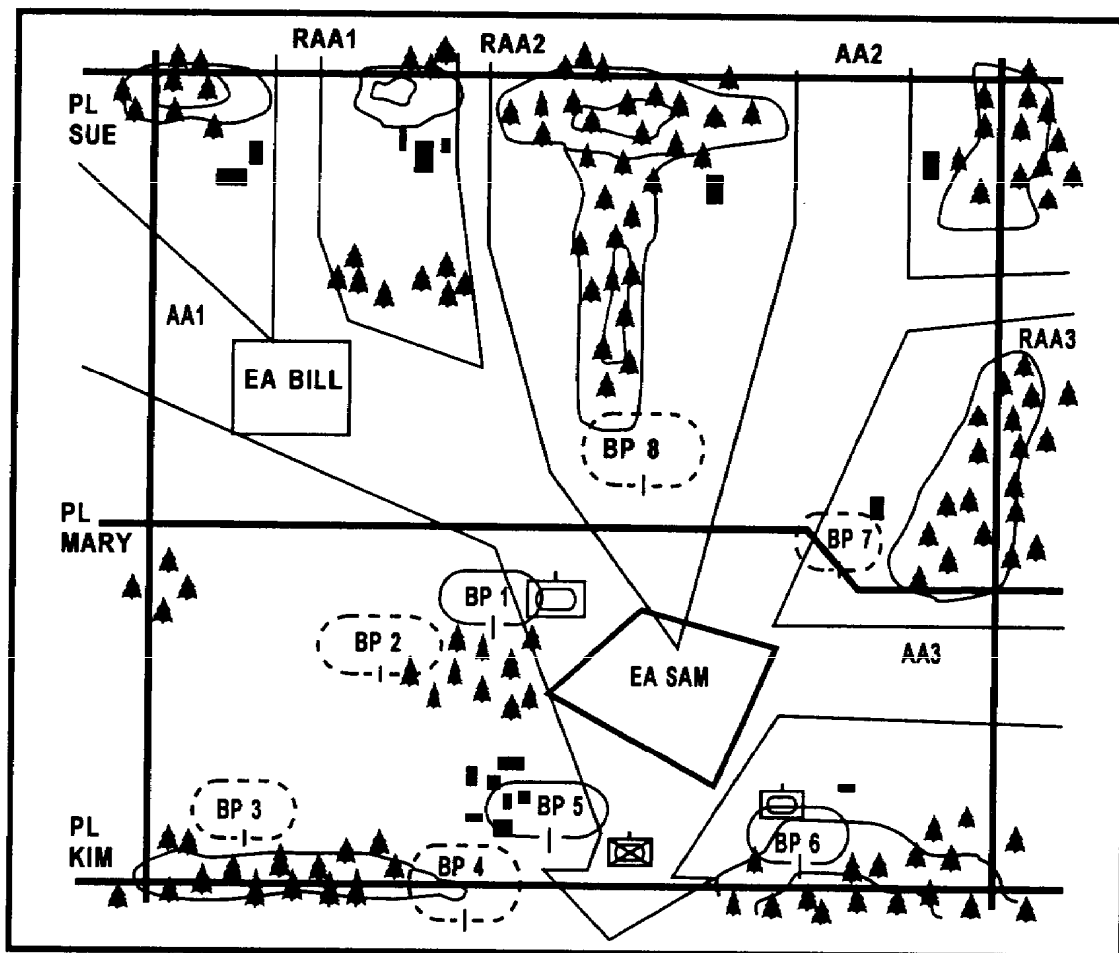 RAA1
RAA2
AA2
PL
SUE
AA1
EA BILL
RAA3
BP 8
PL
MARY
BP 7
BP 1
BP 2
EA SAM
AA3
BP 3
BP 5
PL
KIM
BP 4
BP 6